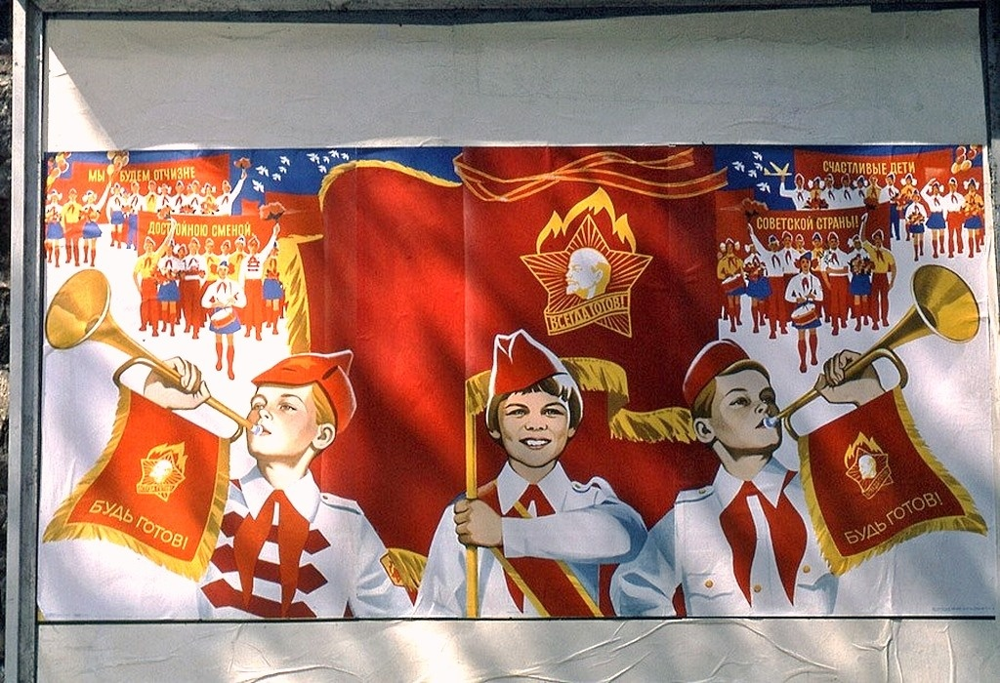 МЫ БУДЕМ ОТЧИЗНЕ
ДОСТОЙНОЮ СМЕНОЙ
СЧАСТЛИВЫЕ ДЕТИ
СОВЕТСКОЙ СТРАНЫ!
ВСЕГДА ГОТОВ!
БУДЬ ГОТОВ!
БУДЬ ГОТОВ!